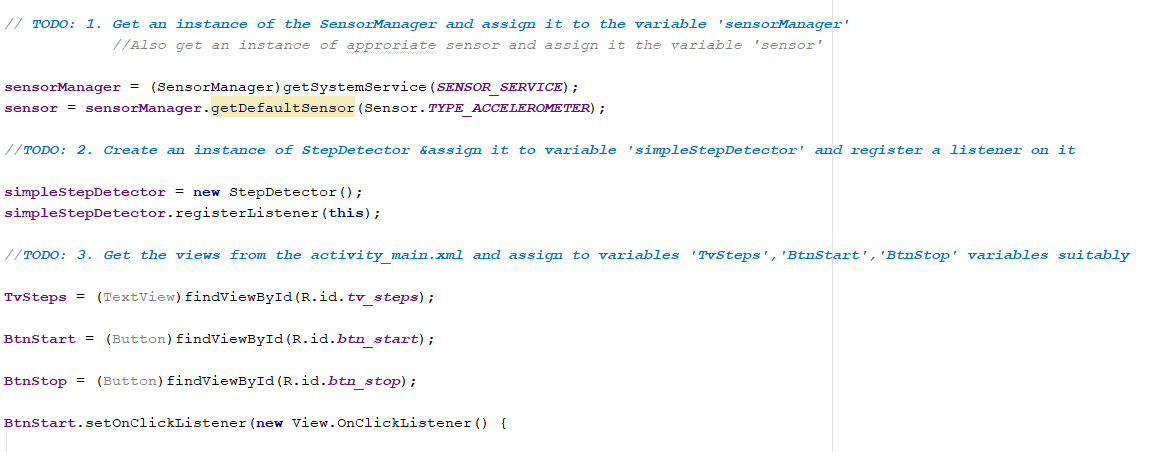 // TODO: 1. Get an instance of the SensorManager and assign it to the variable 'sensorManager'
//Also get an instance of approriate sensor and assign it the variable 'sensor'
sensorManager = (SensorManager)getSystemService(SENSOR_SERVICE);
sensor = sensorManager.getDefaultSensor(Sensor.TYPE_ACCELEROMETER);
//TODO: 2. Create an instance of StepDetector &assign it to variable 'simpleStepDetector' and register a listener on it
simpleStepDetector = new StepDetector();
simpleStepDetector.registerListener(this);
//TODO: 3. Get the views from the activity_main.xml and assign to variables 'TvSteps','BtnStart','BtnStop' variables suitably
TvSteps = (TextView)findViewById(R.id.tv_steps);
BtnStart = (Button)findViewById(R.id.btn_start);
BtnStop = (Button)findViewById(R.id.btn_stop);
BtnStart.setOnClickListener(new View.OnClickListener() {